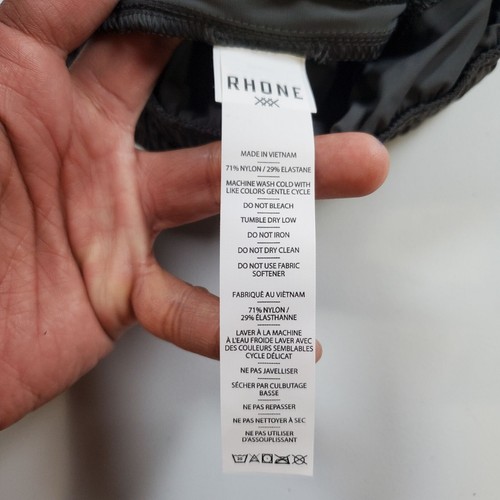 RHONE
MADE IN VIETNAM
71% NYLON / 29% ELASTANE
MACHINE WASH COLD WITH
LIKE COLORS GENTLE CYCLE
DO NOT BLEACH
TUMBLE DRY LOW
DO NOT IRON
DO NOT DRY CLEAN
DO NOT USE FABRIC
SOFTENER
FABRIQUÉ AU VIÊTNAM
71% NYLON /
29% ÉLASTHANNE
LAVER À LA MACHINE
À L'EAU FROIDE LAVER AVEC
DES COULEURS SEMBLABLES
CYCLE DÉLICAT
NE PAS JAVELLISER
SÉCHER PAR CULBUTAGE
BASSE
NE PAS REPASSER
NE PAS NETTOYER À SEC
NE PAS UTILISER
D'ASSOUPLISSANT